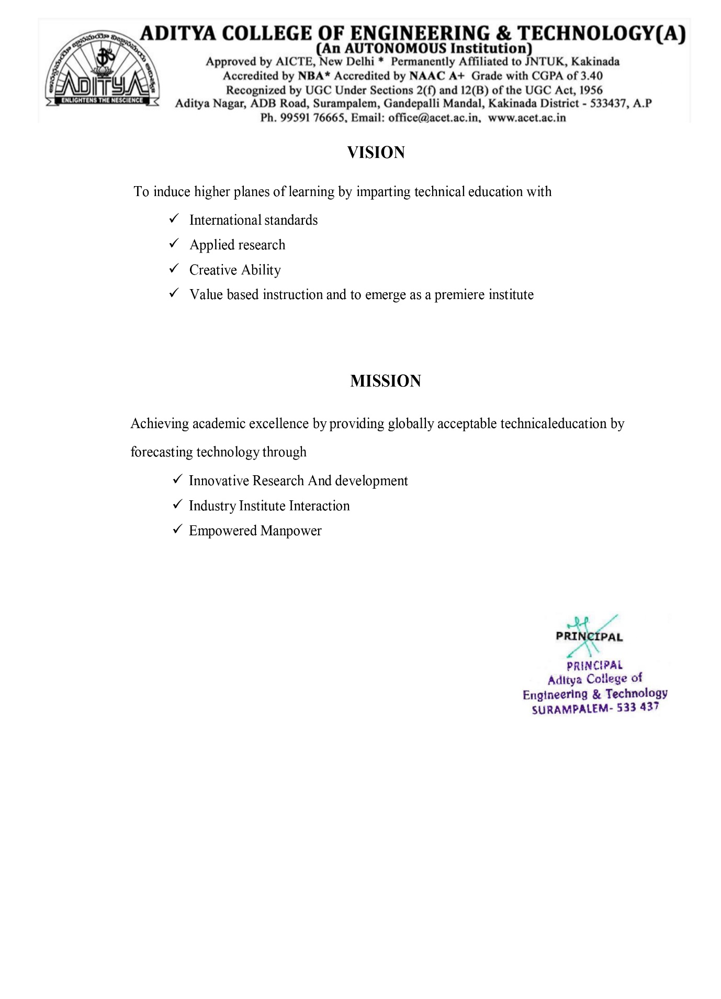 ADITYA COLLEGE OF ENGINEERING & TECHNOLOGY(A)
(An AUTONOMOUS Institution)
Approved by AICTE, New Delhi * Permanently Affiliated to JNTUK, Kakinada
Accredited by NBA* Accredited by NAAC A+ Grade with CGPA of 3.40
Recognized by UGC Under Sections 2(f) and 12(B) of the UGC Act, 1956
Aditya Nagar, ADB Road, Surampalem, Gandepalli Mandal, Kakinada District - 533437, A.P
Ph. 99591 76665, Email: office@acet.ac.in, www.acet.ac.in
ADITYA
ENLIGHTENS THE NESCIENCE
VISION
To induce higher planes of learning by imparting technical education with
✓ International standards
✓ Applied research
✓ Creative Ability
✓ Value based instruction and to emerge as a premiere institute
MISSION
Achieving academic excellence by providing globally acceptable technicaleducation by
forecasting technology through
✓ Innovative Research And development
✓ Industry Institute Interaction
✓ Empowered Manpower
PRINCIPAL
PRINCIPAL
Aditya College of
Engineering & Technology
SURAMPALEM- 533 437